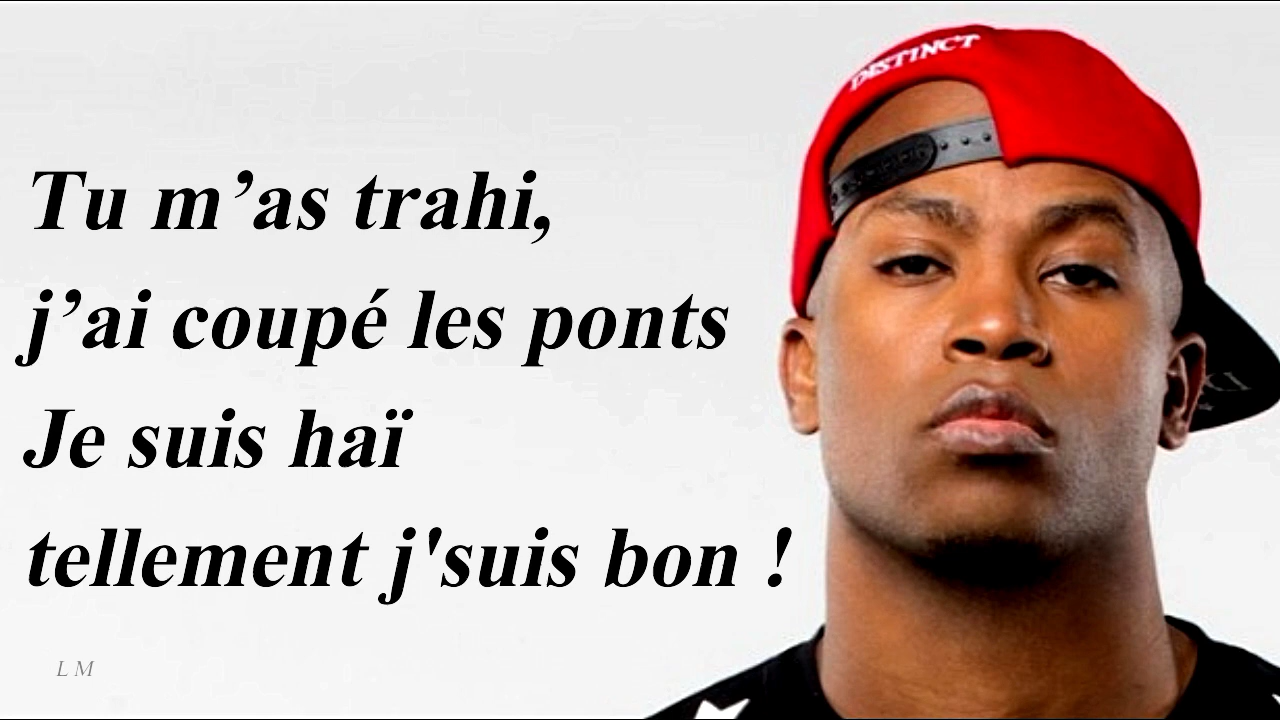 DISTINCT
Tu m’as trahi,
j’ai coupé les ponts
Je suis haï
tellement j'suis bon !
L M